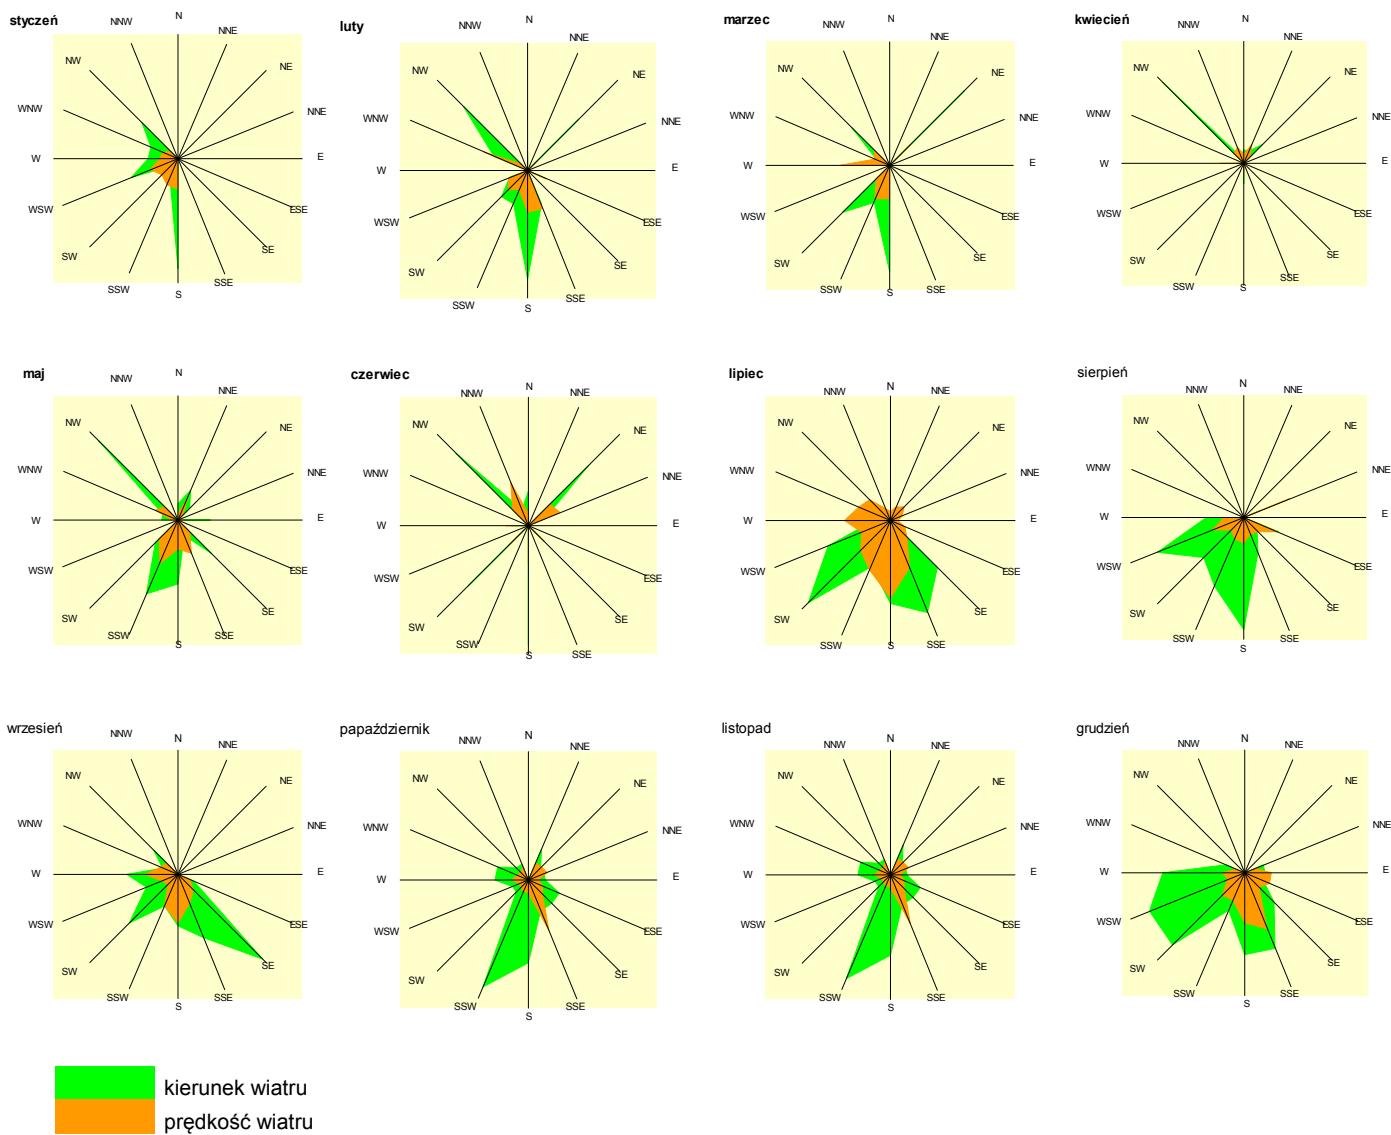 styczeń
N
NNW
NNE
NW
NE
WNW
NNE
W
E
WSW
ESE
SW
SE
SSW
SSE
S
luty
N
NNW
NNE
NW
NE
WNW
NNE
W
E
WSW
ESE
SW
SE
SSW
SSE
S
marzec
N
NNW
NNE
NW
NE
WNW
NNE
W
E
WSW
ESE
SW
SE
SSW
SSE
S
kwiecień
N
NNW
NNE
NW
NE
WNW
NNE
W
E
WSW
ESE
SW
SE
SSW
SSE
S
maj
N
NNW
NNE
NW
NE
WNW
NNE
W
E
WSW
ESE
SW
SE
SSW
SSE
S
czerwiec
N
NNW
NNE
NW
NE
WNW
NNE
W
E
WSW
ESE
SW
SE
SSW
SSE
S
lipiec
N
NNW
NNE
NW
NE
WNW
NNE
W
E
WSW
ESE
SW
SE
SSW
SSE
S
sierpień
N
NNW
NNE
NW
NE
WNW
NNE
W
E
WSW
ESE
SW
SE
SSW
SSE
S
wrzesień
N
NNW
NNE
NW
NE
WNW
NNE
W
E
WSW
ESE
SW
SE
SSW
SSE
S
papaździernik
N
NNW
NNE
NW
NE
WNW
NNE
W
E
WSW
ESE
SW
SE
SSW
SSE
S
listopad
N
NNW
NNE
NW
NE
WNW
NNE
W
E
WSW
ESE
SW
SE
SSW
SSE
S
grudzień
N
NNW
NNE
NW
NE
WNW
NNE
W
E
WSW
ESE
SW
SE
SSW
SSE
S
kierunek wiatru
prędkość wiatru